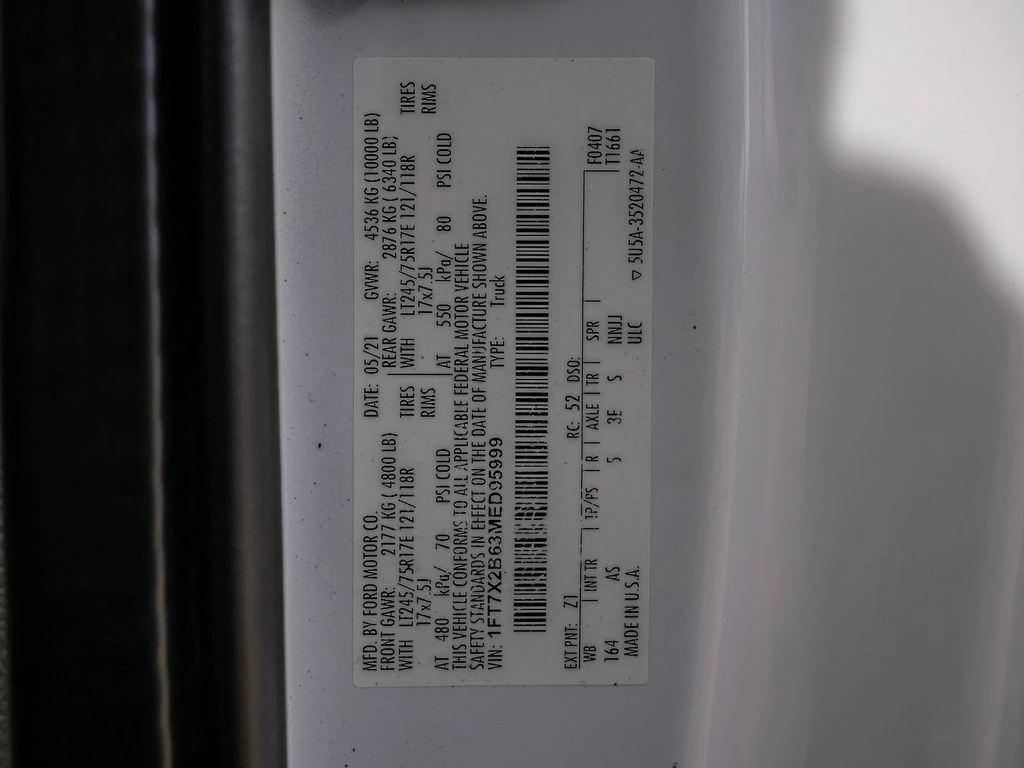 MFD. BY FORD MOTOR CO.
DATE: 05/21 GVWR: 4536 KG (10000 LB)
FRONT GAWR: 2177 KG ( 4800 LB) REAR GAWR: 2876 KG ( 6340 LB)
WITH LT245/75R17E 121/118R TIRES WITH LT245/75R17E 121/118R TIRES
17x7.5J RIMS 17x7.5J RIMS
AT 480 kPa/ 70 PSI COLD AT 550 kPa/ 80 PSI COLD
THIS VEHICLE CONFORMS TO ALL APPLICABLE FEDERAL MOTOR VEHICLE
SAFETY STANDARDS IN EFFECT ON THE DATE OF MANUFACTURE SHOWN ABOVE.
VIN: 1FT7X2B63MED95999 TYPE: Truck
EXT PNT: Z1 RC: 52 DSO:
WB INT TR TP/PS R AXLE TR SPR F0407
T1661
164 AS 5 3E S NNJJ
MADE IN U.S.A. ULC
▽ 5U5A-3520472-AA